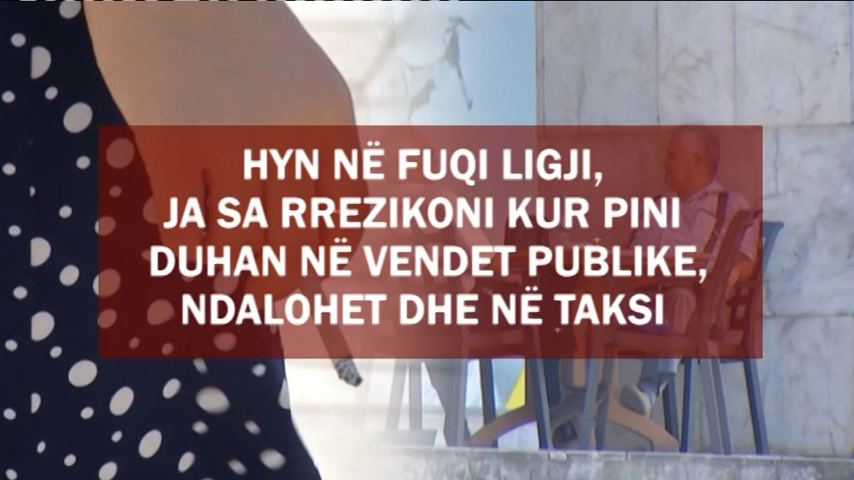 HYN NË FUQI LIGJI,
JA SA RREZIKONI KUR PINI
DUHAN NË VENDET PUBLIKE,
NDALOHET DHE NË TAKSI